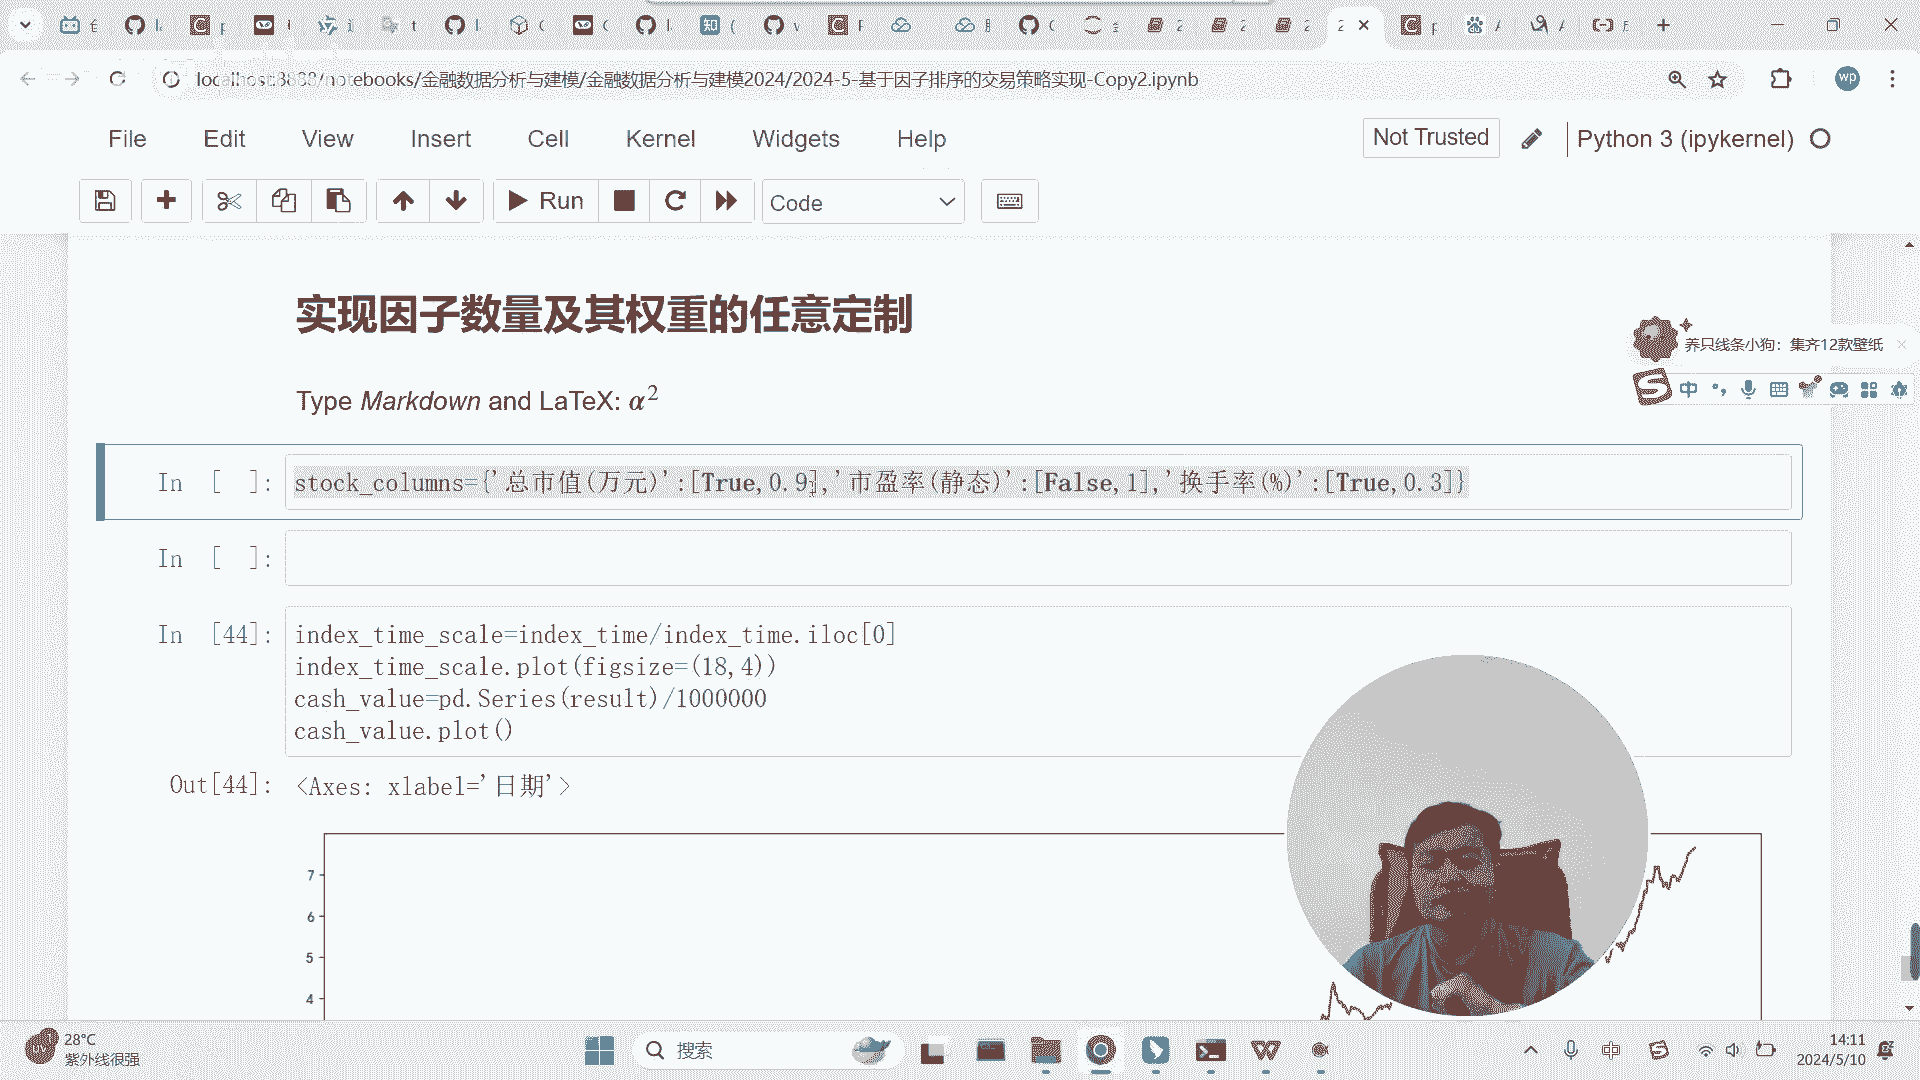 localhost:8888/notebooks/金融数据分析与建模/金融数据分析与建模2024/2024-5-基于因子排序的交易策略实现-Copy2.ipynb
wp
File Edit View Insert Cell Kernel Widgets Help
Not Trusted
Python 3 (ipykernel)
Run
Code
实现因子数量及其权重的任意定制
养只线条小狗：集齐12款壁纸
中
Type Markdown and LaTeX: α²
In [ ]: stock_columns={'总市值(万元)':[True,0.9],'市盈率(静态)':[False,1],'换手率(%)':[True,0.3]}
In [ ]:
In [44]: index_time_scale=index_time/index_time.iloc[0]
index_time_scale.plot(figsize=(18,4))
cash_value=pd.Series(result)/1000000
cash_value.plot()
Out[44]: <Axes: xlabel='日期'>
7
6
5
4
28°C
紫外线很强
搜索
中
14:11
2024/5/10